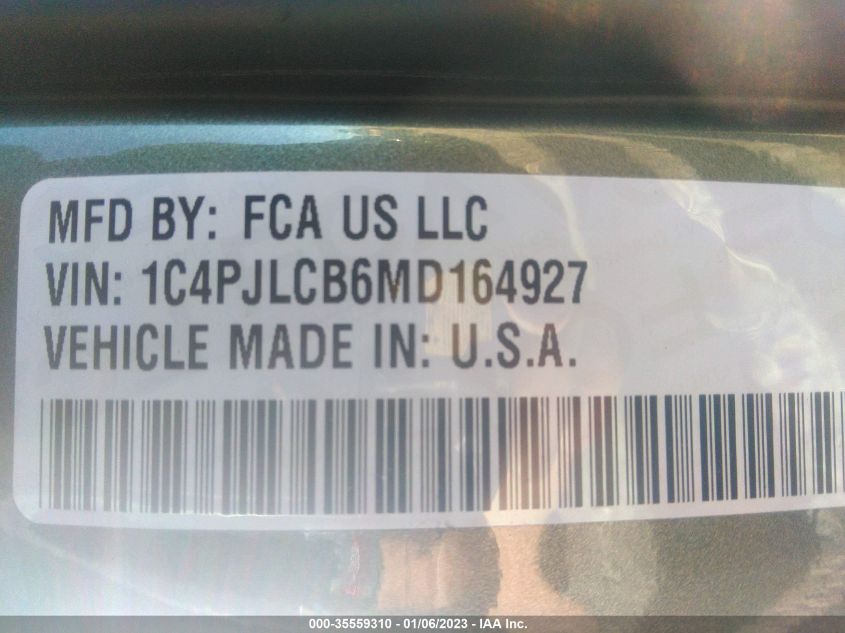 MFD BY: FCA US LLC
VIN: 1C4PJLCB6MD164927
VEHICLE MADE IN: U.S.A.
000-35559310 - 01/06/2023 - IAA Inc.